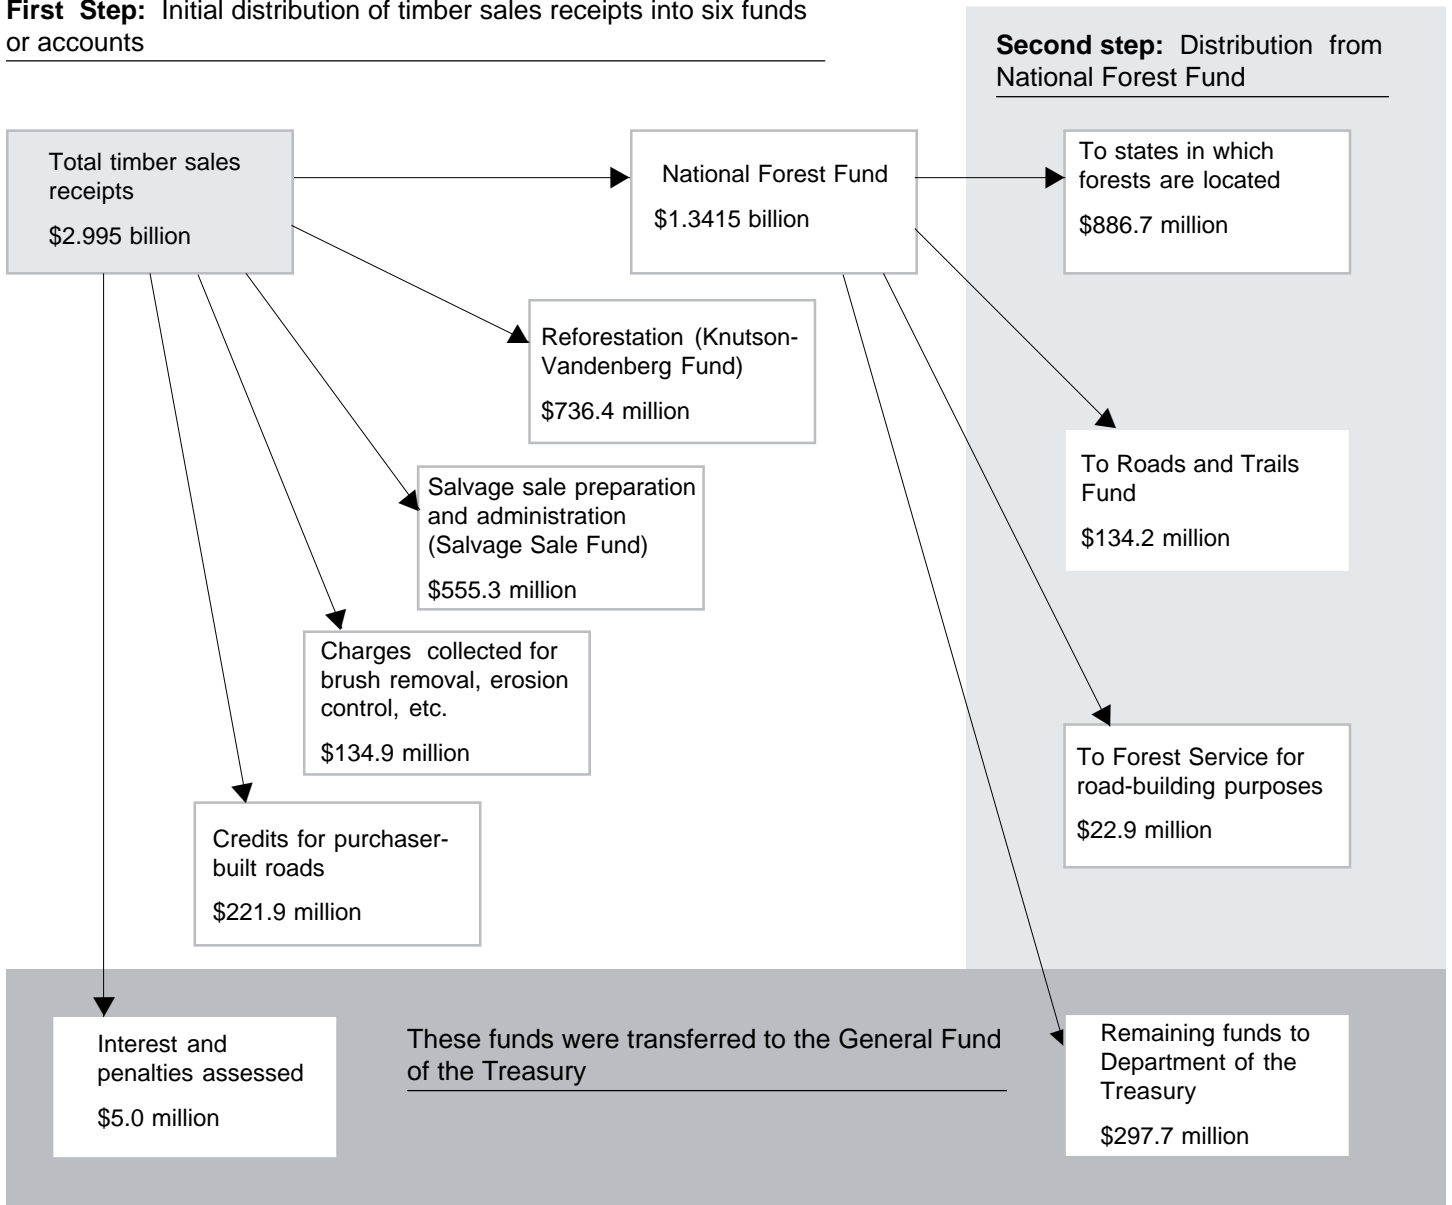 First Step: Initial distribution of timber sales receipts into six funds
or accounts
Second step: Distribution from
National Forest Fund
Total timber sales
receipts
$2.995 billion
National Forest Fund
$1.3415 billion
To states in which
forests are located
$886.7 million
Reforestation (Knutson-
Vandenberg Fund)
$736.4 million
To Roads and Trails
Fund
$134.2 million
Salvage sale preparation
and administration
(Salvage Sale Fund)
$555.3 million
Charges collected for
brush removal, erosion
control, etc.
$134.9 million
To Forest Service for
road-building purposes
$22.9 million
Credits for purchaser-
built roads
$221.9 million
Interest and
penalties assessed
$5.0 million
These funds were transferred to the General Fund
of the Treasury
Remaining funds to
Department of the
Treasury
$297.7 million